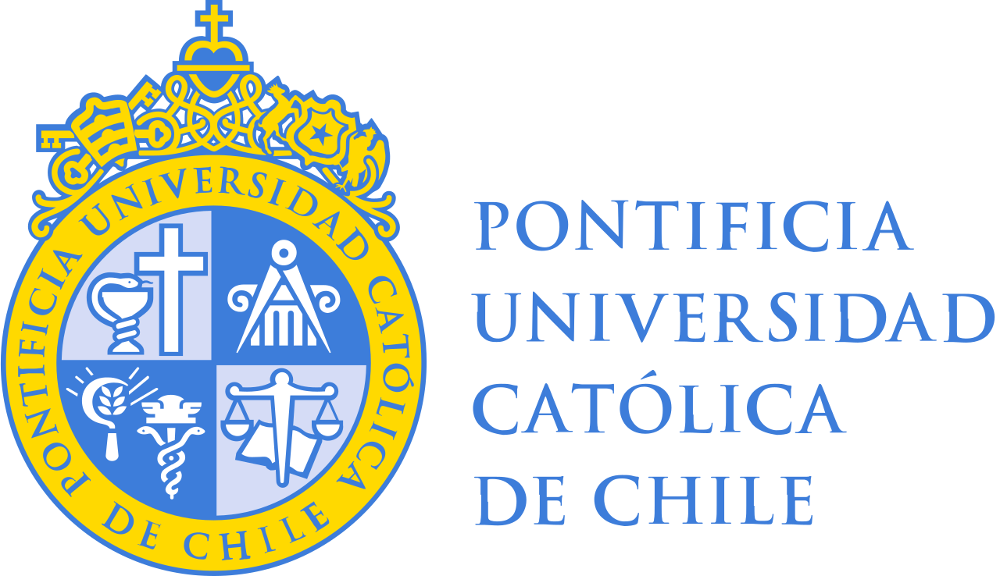 PONTIFICIA UNIVERSIDAD CATÓLICA
DE CHILE
PONTIFICIA
UNIVERSIDAD
CATÓLICA
DE CHILE